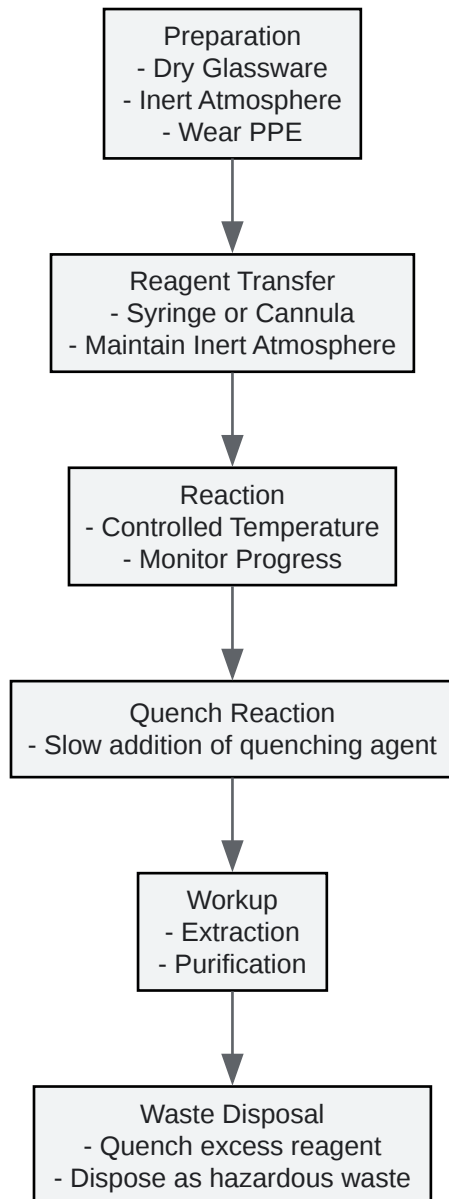 Preparation
- Dry Glassware
- Inert Atmosphere
- Wear PPE
Reagent Transfer
- Syringe or Cannula
- Maintain Inert Atmosphere
Reaction
- Controlled Temperature
- Monitor Progress
Quench Reaction
- Slow addition of quenching agent
Workup
- Extraction
- Purification
Waste Disposal
- Quench excess reagent
- Dispose as hazardous waste